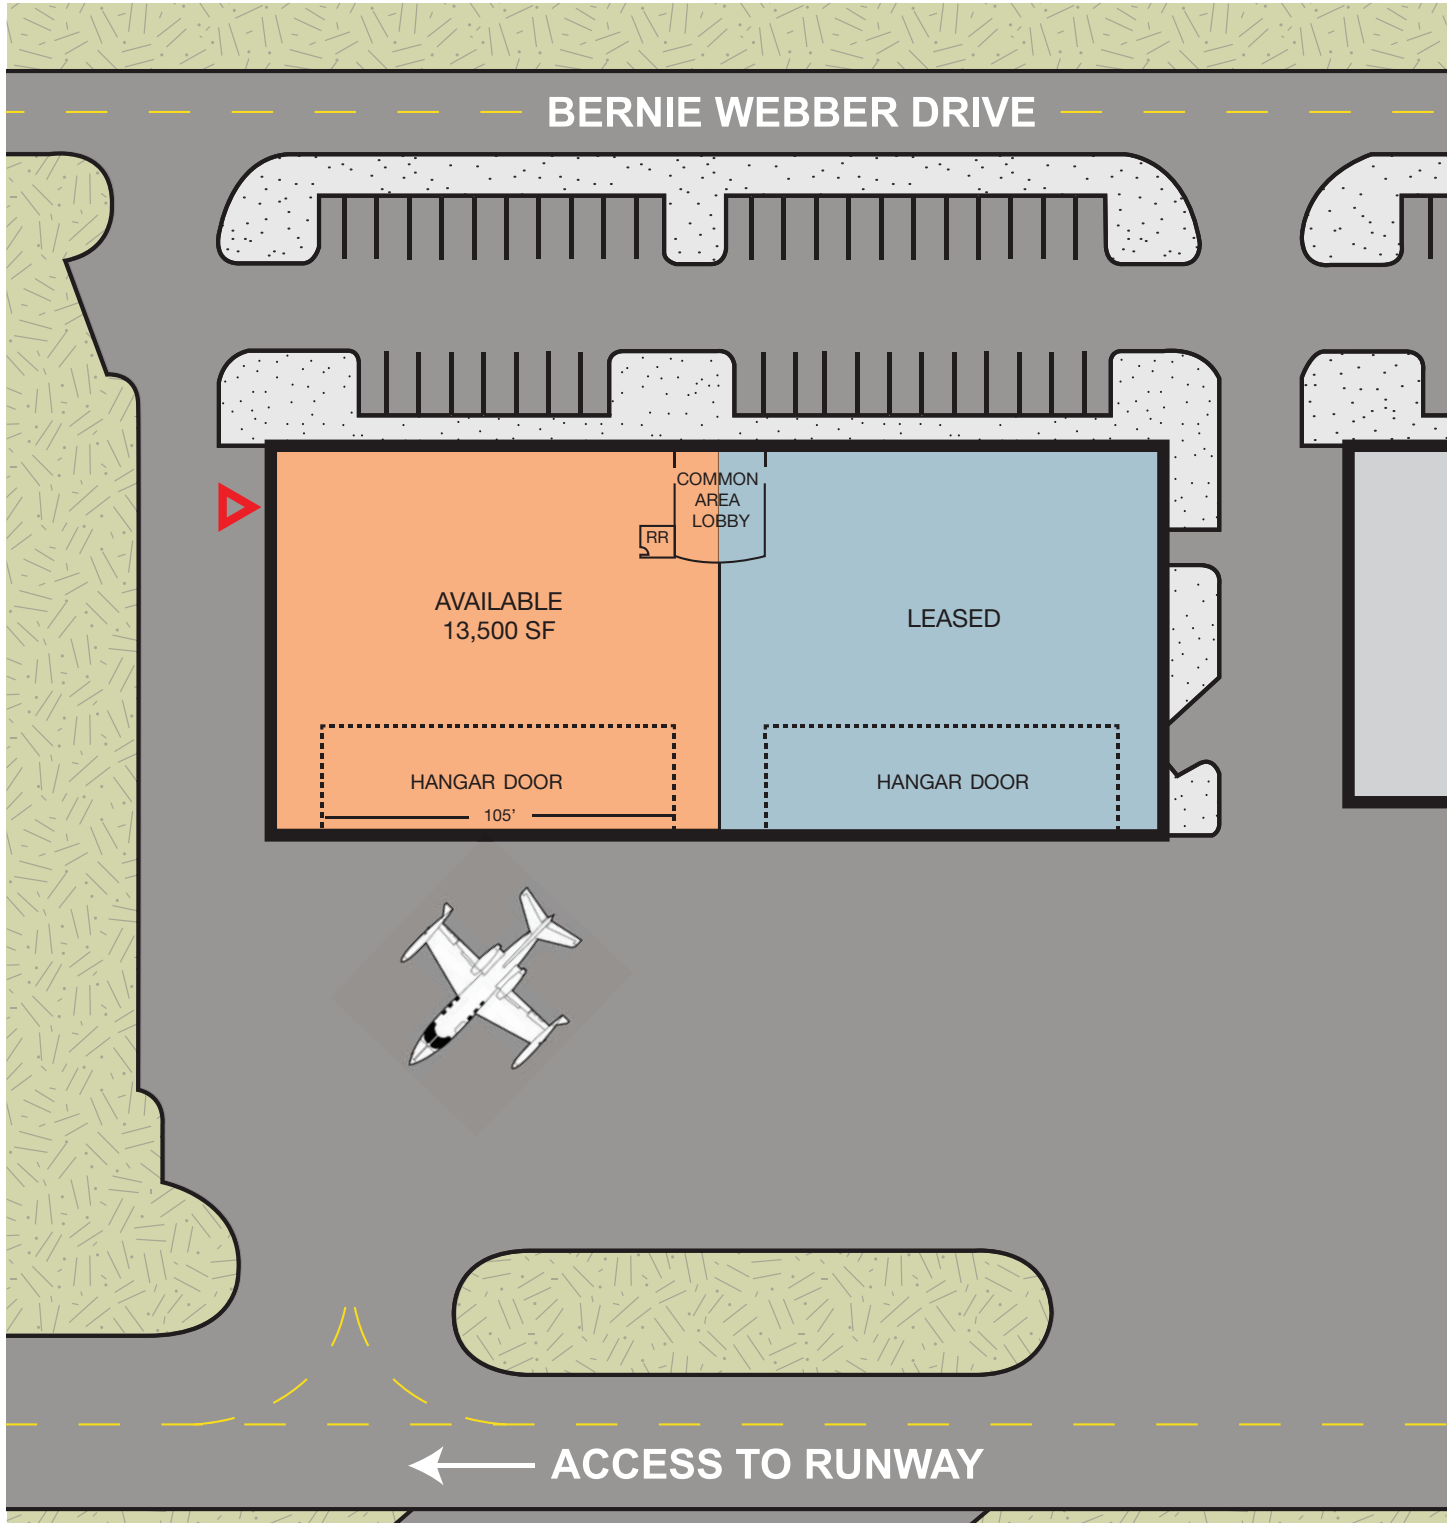 BERNIE WEBBER DRIVE
COMMON
AREA
LOBBY
RR
AVAILABLE
13,500 SF
LEASED
HANGAR DOOR
105'
HANGAR DOOR
ACCESS TO RUNWAY